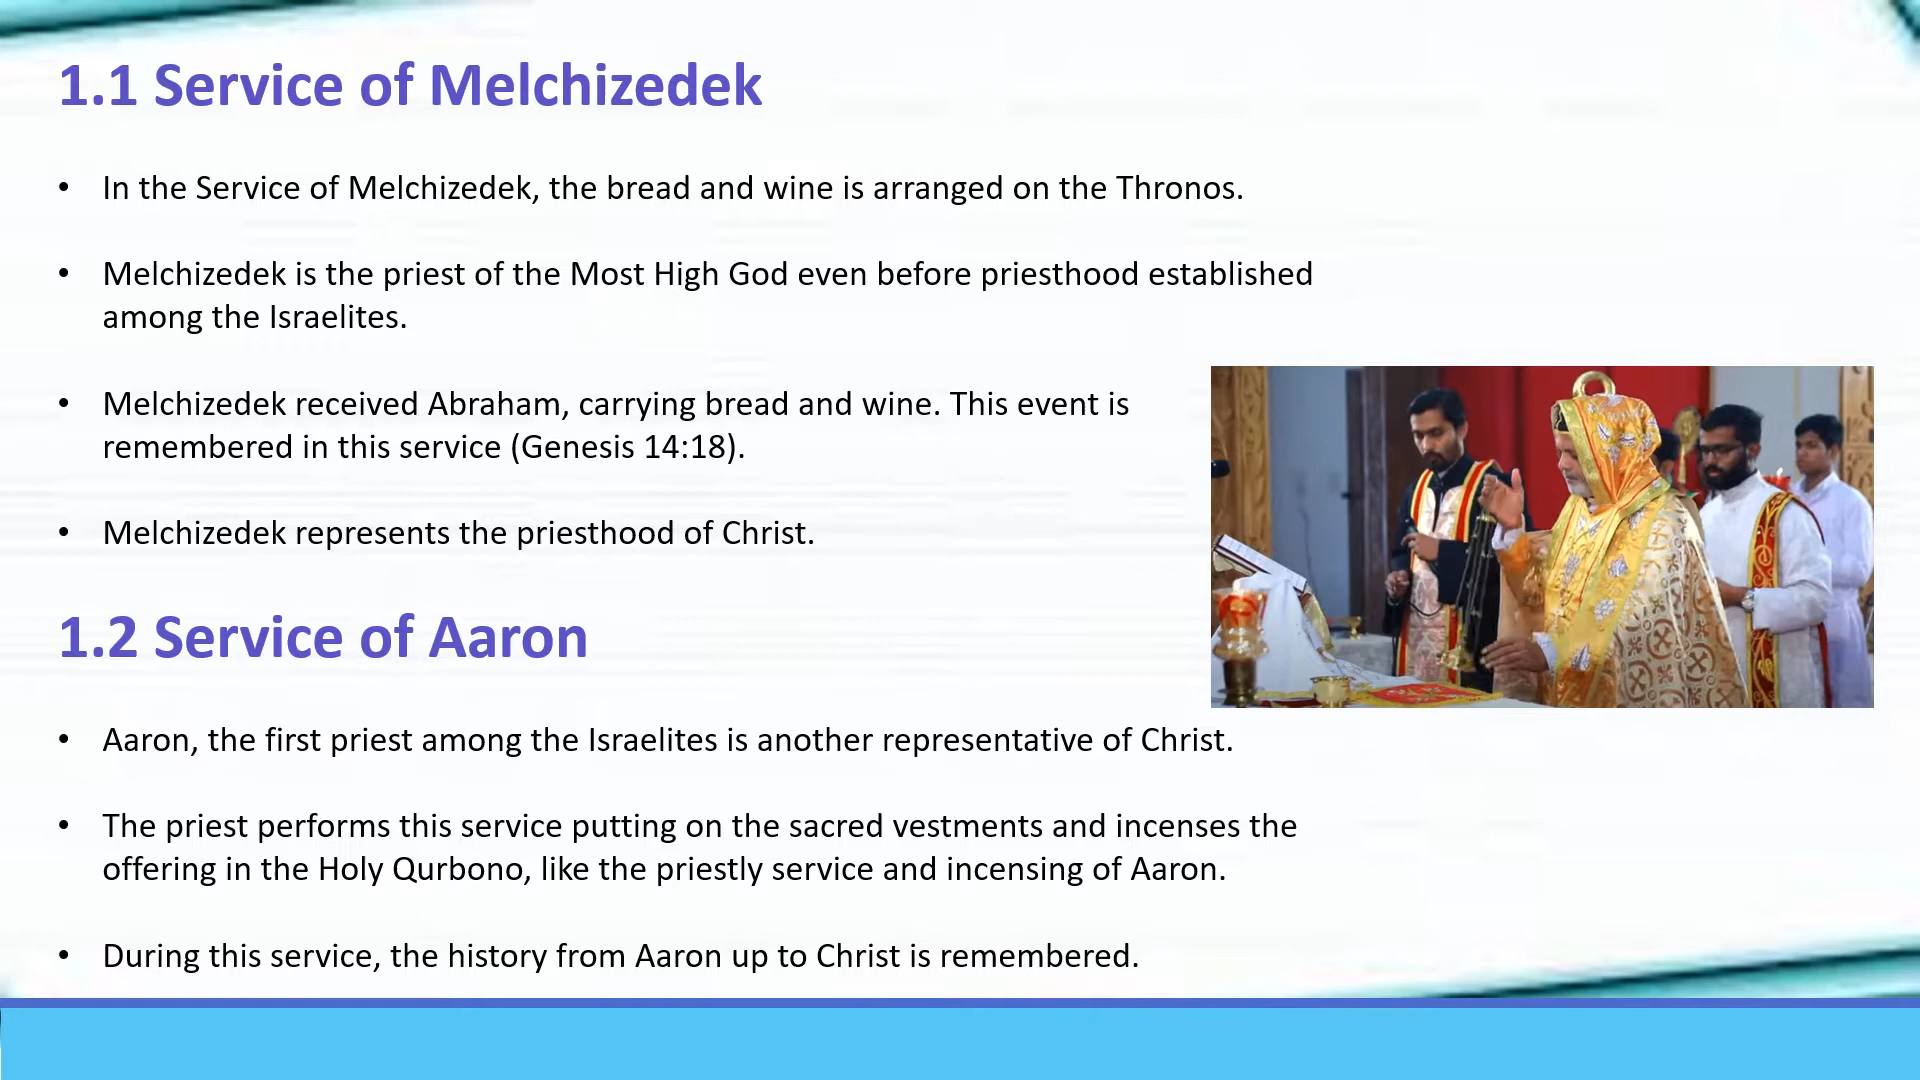 1.1 Service of Melchizedek
• In the Service of Melchizedek, the bread and wine is arranged on the Thronos.
• Melchizedek is the priest of the Most High God even before priesthood established
among the Israelites.
• Melchizedek received Abraham, carrying bread and wine. This event is
remembered in this service (Genesis 14:18).
• Melchizedek represents the priesthood of Christ.
1.2 Service of Aaron
• Aaron, the first priest among the Israelites is another representative of Christ.
• The priest performs this service putting on the sacred vestments and incenses the
offering in the Holy Qurbono, like the priestly service and incensing of Aaron.
• During this service, the history from Aaron up to Christ is remembered.